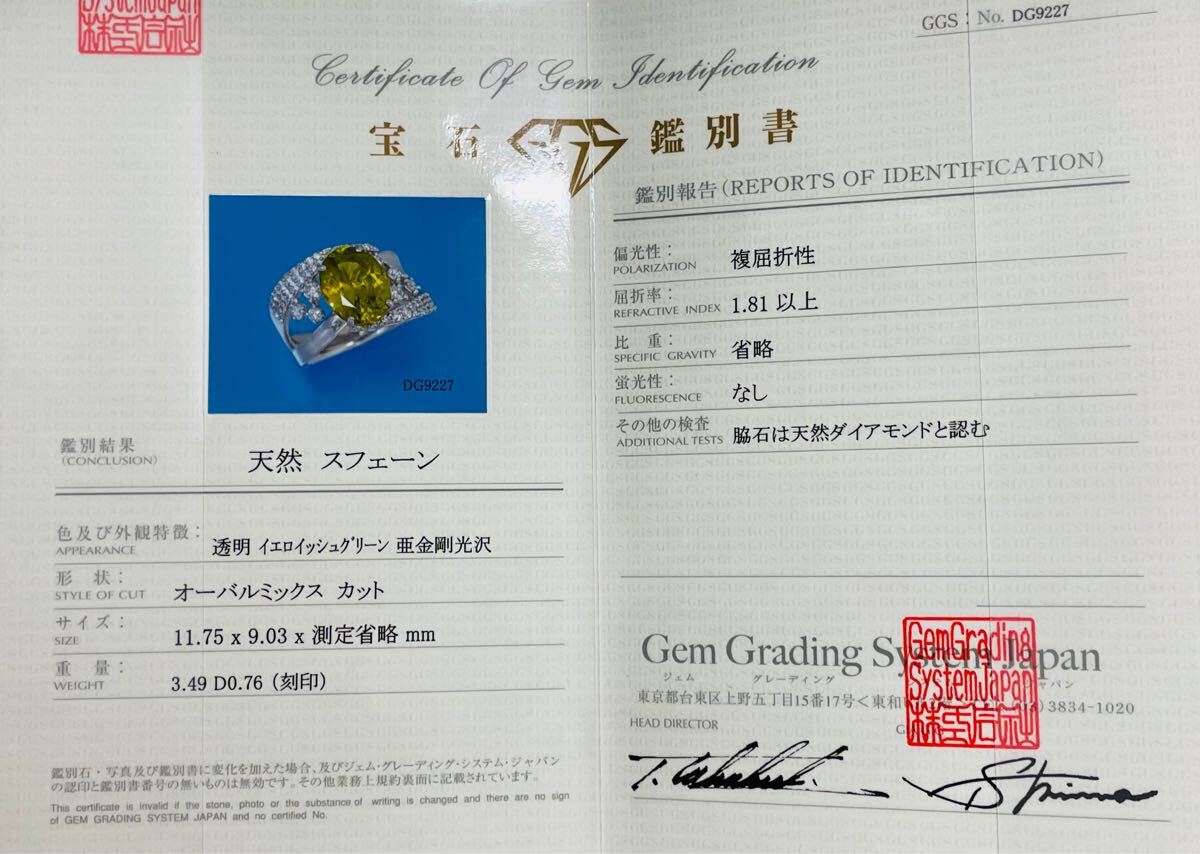 SystemJapan
株式会社
GGS : No. DG9227
Certificate Of Gem Identification
宝石 GGS 鑑別書
DG9227
鑑別結果
(CONCLUSION)
天然 スフェーン
色及び外観特徴:
APPEARANCE
透明 ｲｴﾛｲｯｼｭｸﾞﾘｰﾝ 亜金剛光沢
形 状:
STYLE OF CUT
オーバルミックス カット
サイズ:
SIZE
11.75 x 9.03 x 測定省略 mm
重 量:
WEIGHT
3.49 D0.76 (刻印)
鑑別石・写真及び鑑別書に変化を加えた場合、及びジェム・グレーディング・システム・ジャパン
の認印と鑑別書番号の無いものは無効です。その他業務上規約裏面に記載されています。
This certificate is invalid if the stone, photo or the substance of writing is changed and there are no sign
of GEM GRADING SYSTEM JAPAN and no certified No.
鑑別報告(REPORTS OF IDENTIFICATION)
偏光性:
POLARIZATION
複屈折性
屈折率:
REFRACTIVE INDEX
1.81 以上
比 重:
SPECIFIC GRAVITY
省略
蛍光性:
FLUORESCENCE
なし
その他の検査
ADDITIONAL TESTS
脇石は天然ダイアモンドと認む
Gem Grading System Japan
ジェム グレーディング ジャパン
東京都台東区上野五丁目15番17号<東和 )3834-1020
HEAD DIRECTOR
GemGrading
SystemJapan
株式会社